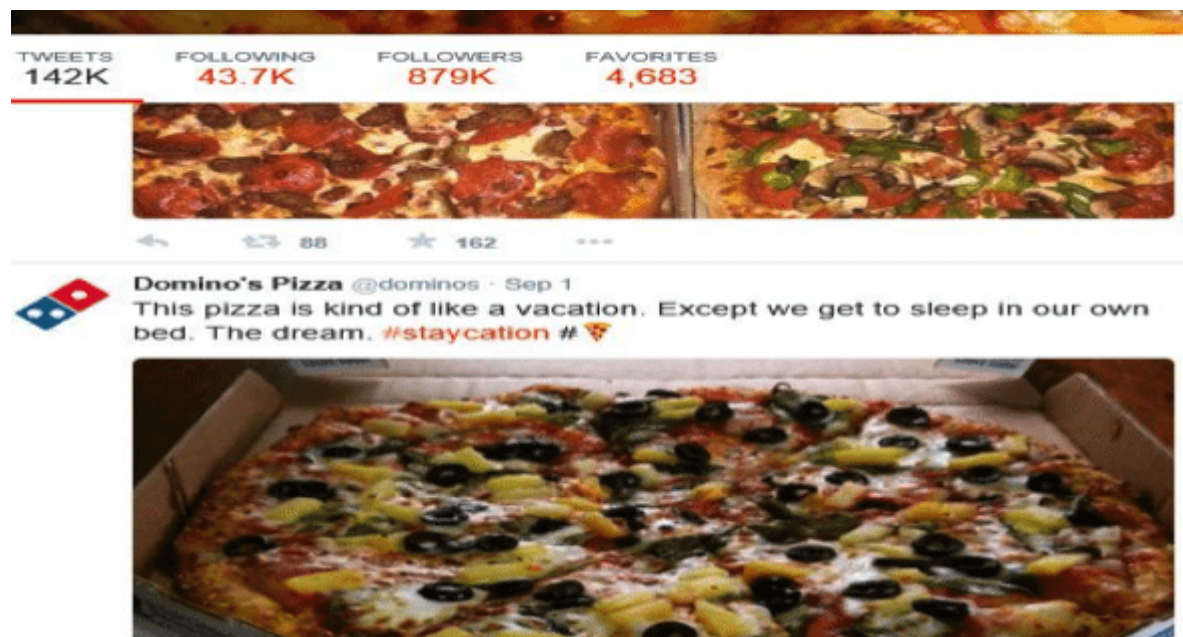 TWEETS FOLLOWING FOLLOWERS FAVORITES
142K 43.7K 879K 4,683
88 162
Domino's Pizza @dominos · Sep 1
This pizza is kind of like a vacation. Except we get to sleep in our own
bed. The dream. #staycation #🍕